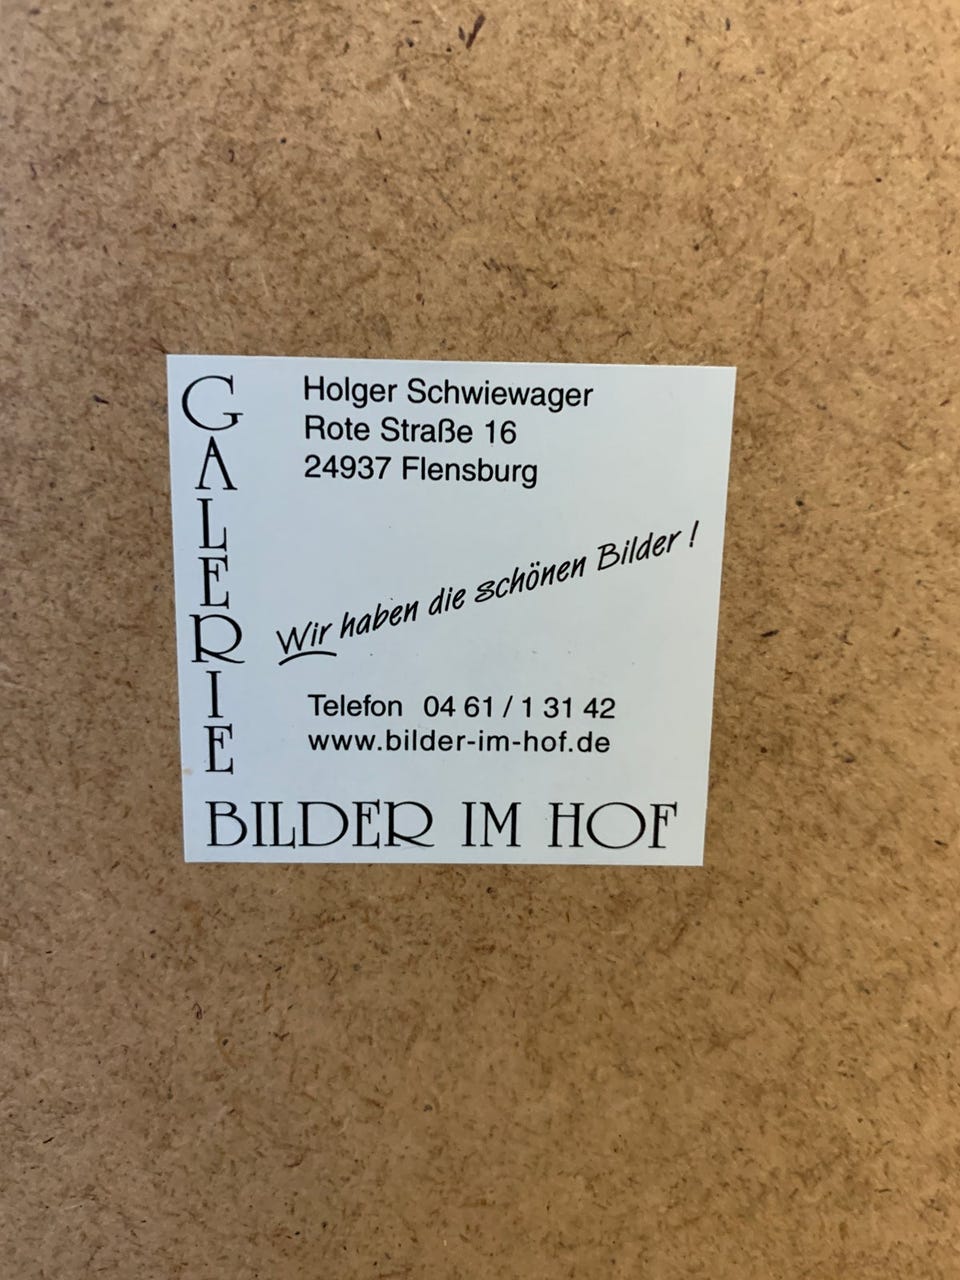 GALERIE
Holger Schwiewager
Rote Straße 16
24937 Flensburg
Wir haben die schönen Bilder !
Telefon 04 61 / 1 31 42
www.bilder-im-hof.de
BILDER IM HOF